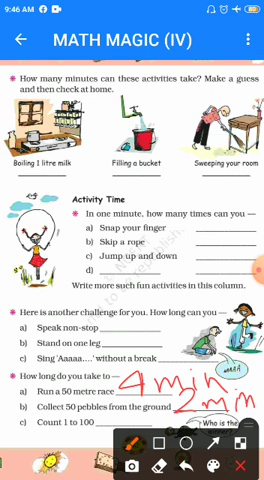 9:46 AM
MATH MAGIC (IV)
* How many minutes can these activities take? Make a guess
and then check at home.
Boiling 1 litre milk
Filling a bucket
Sweeping your room
Activity Time
* In one minute, how many times can you —
a) Snap your finger
b) Skip a rope
c) Jump up and down
d)
Write more such fun activities in this column.
* Here is another challenge for you. How long can you —
a) Speak non-stop
b) Stand on one leg
c) Sing 'Aaaaa....' without a break
* How long do you take to —
a) Run a 50 metre race 4 min
b) Collect 50 pebbles from the ground 2 min
c) Count 1 to 100
Who is the